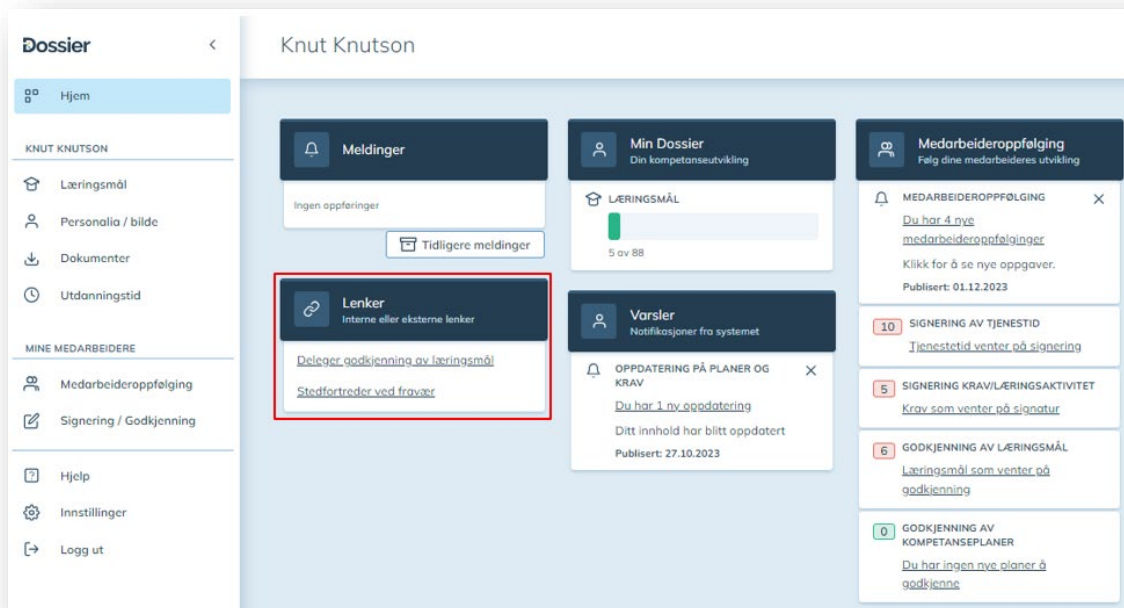 Dossier
Hjem
KNUT KNUTSON
Læringsmål
Personalia / bilde
Dokumenter
Utdanningstid
MINE MEDARBEIDERE
Medarbeideroppfølging
Signering / Godkjenning
Hjelp
Innstillinger
Logg ut
Knut Knutson
Meldinger
Ingen oppføringer
Tidligere meldinger
Lenker
Interne eller eksterne lenker
Deleger godkjenning av læringsmål
Stedfortreder ved fravær
Min Dossier
Din kompetanseutvikling
LÆRINGSMÅL
5 av 88
Varsler
Notifikasjoner fra systemet
OPPDATERING PÅ PLANER OG
KRAV
Du har 1 ny oppdatering
Ditt innhold har blitt oppdatert
Publisert: 27.10.2023
Medarbeideroppfølging
Følg dine medarbeideres utvikling
MEDARBEIDEROPPFØLGING
Du har 4 nye
medarbeideroppfølginger
Klikk for å se nye oppgaver.
Publisert: 01.12.2023
10 SIGNERING AV TJENESTID
Tjenestetid venter på signering
5 SIGNERING KRAV/LÆRINGSAKTIVITET
Krav som venter på signatur
6 GODKJENNING AV LÆRINGSMÅL
Læringsmål som venter på
godkjenning
0 GODKJENNING AV
KOMPETANSEPLANER
Du har ingen nye planer å
godkjenne